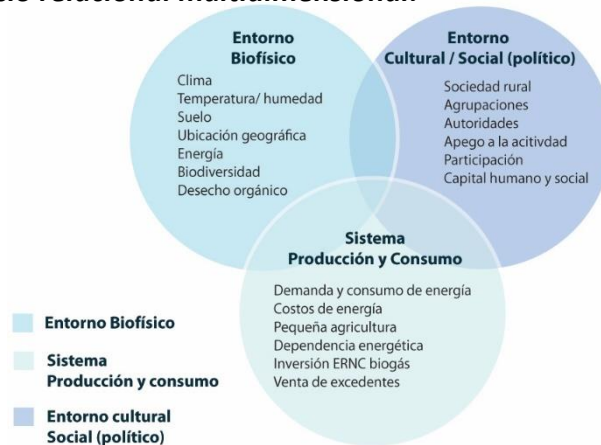 relacional multidimensional.
Entorno
Biofísico
Clima
Temperatura/ humedad
Suelo
Ubicación geográfica
Energía
Biodiversidad
Desecho orgánico
Entorno
Cultural / Social (político)
Sociedad rural
Agrupaciones
Autoridades
Apego a la acitivdad
Participación
Capital humano y social
Sistema
Producción y Consumo
Demanda y consumo de energía
Costos de energía
Pequeña agricultura
Dependencia energética
Inversión ERNC biogás
Venta de excedentes
Entorno Biofísico
Sistema
Producción y consumo
Entorno cultural
Social (político)